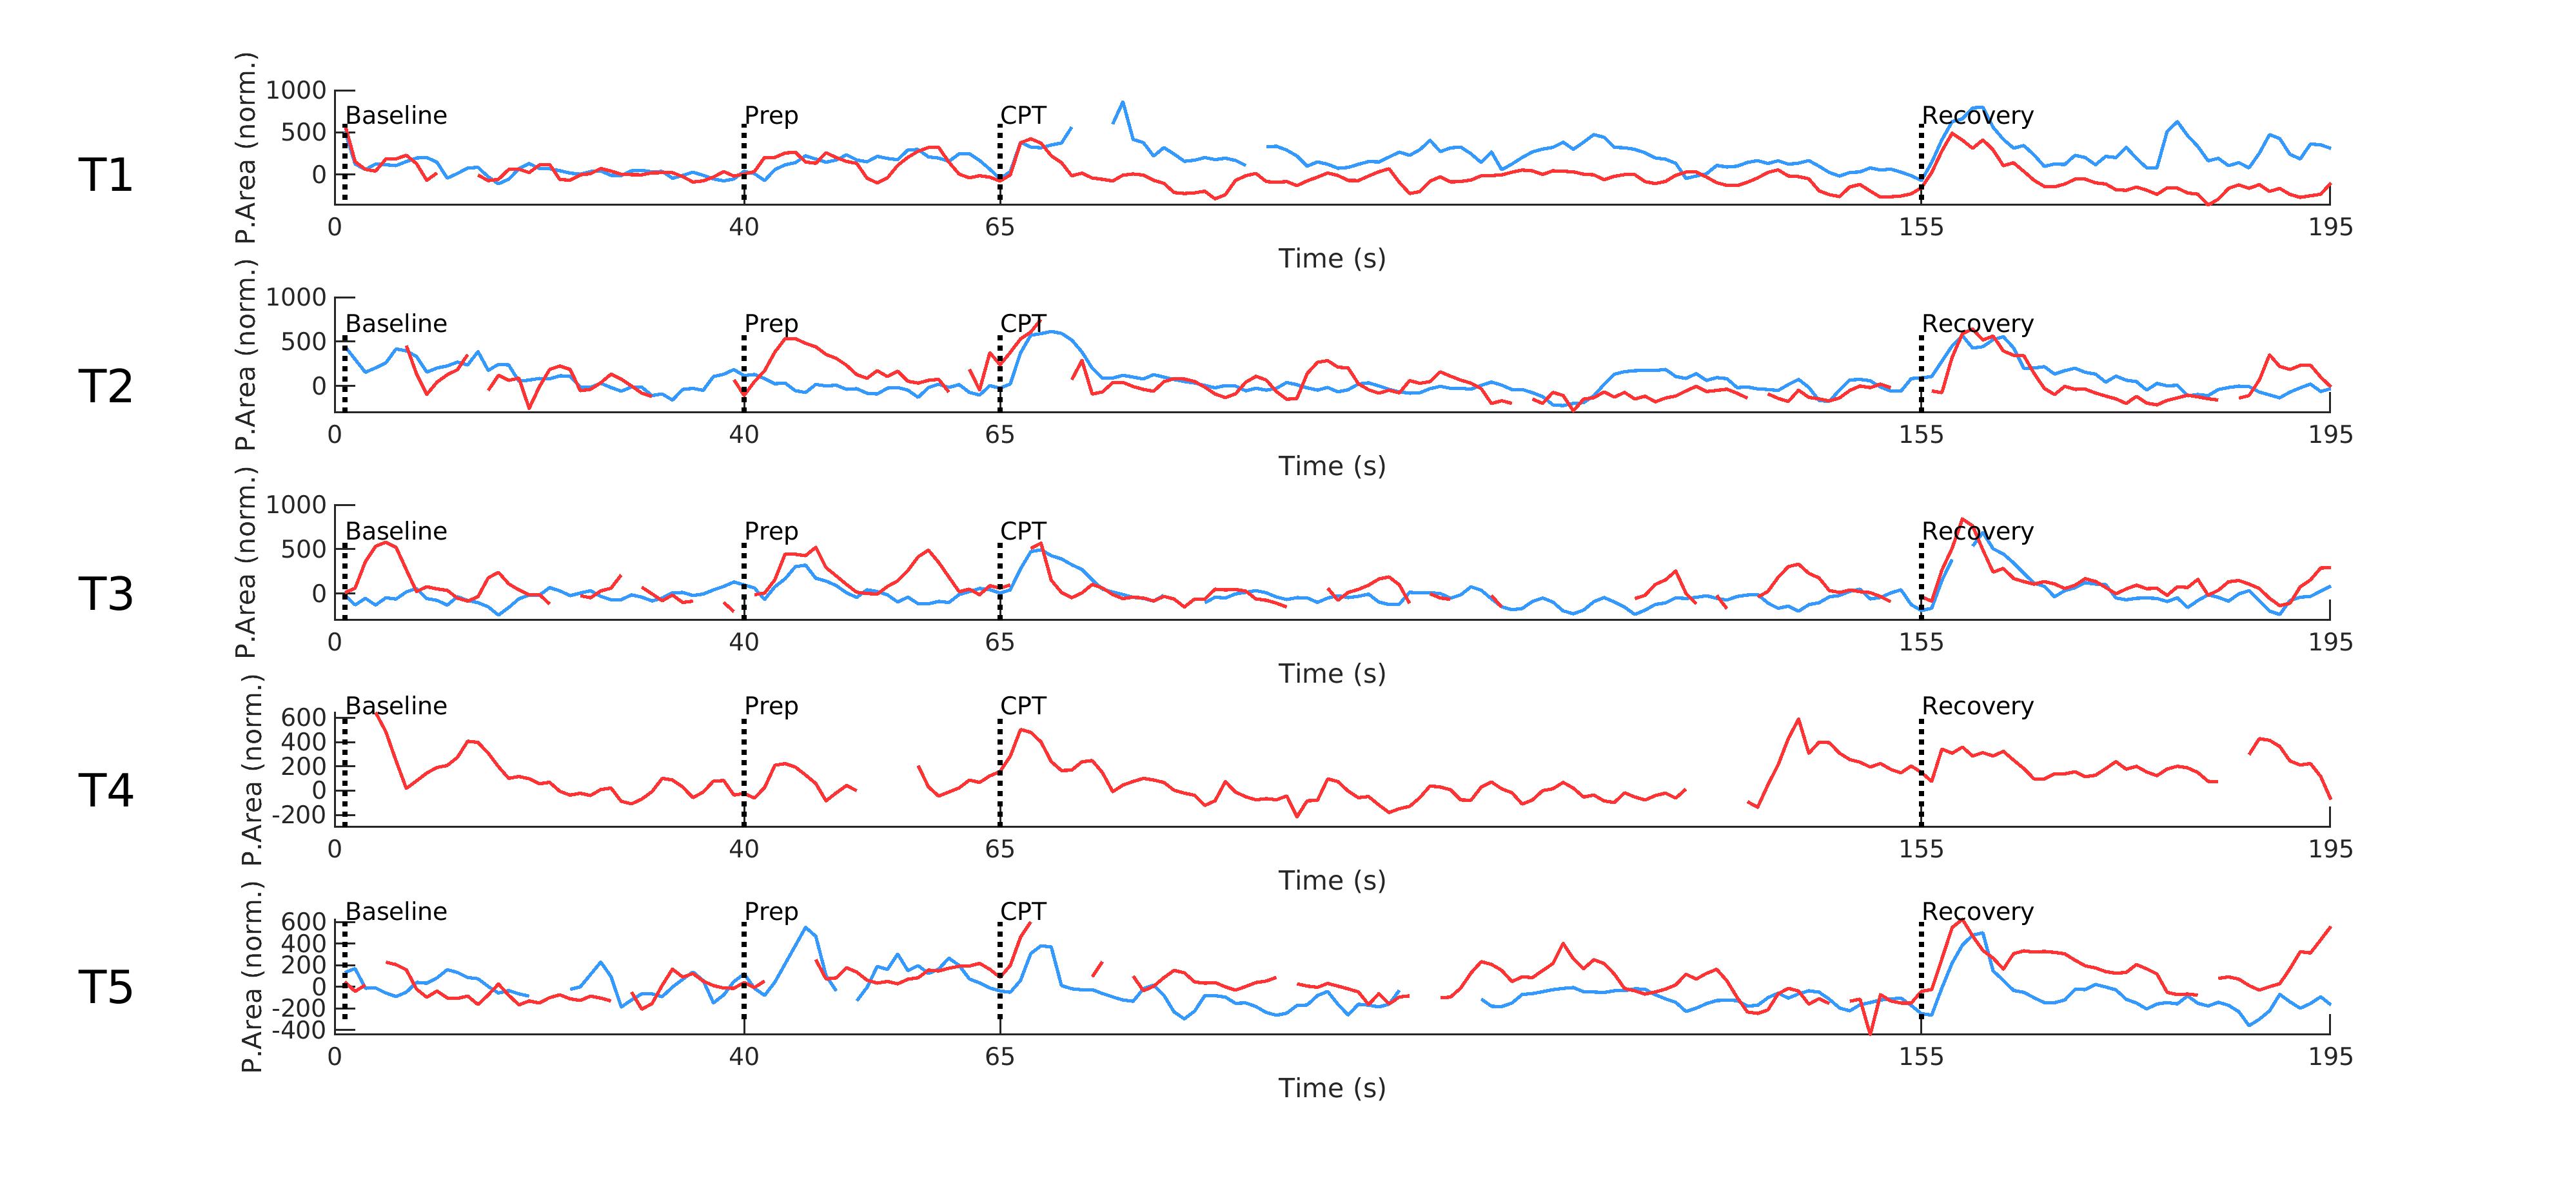 T1
P.Area (norm.)
1000
500
0
Baseline
Prep
CPT
Recovery
0 40 65 155 195
Time (s)
T2
P.Area (norm.)
1000
500
0
Baseline
Prep
CPT
Recovery
0 40 65 155 195
Time (s)
T3
P.Area (norm.)
1000
500
0
Baseline
Prep
CPT
Recovery
0 40 65 155 195
Time (s)
T4
P.Area (norm.)
600
400
200
0
-200
Baseline
Prep
CPT
Recovery
0 40 65 155 195
Time (s)
T5
P.Area (norm.)
600
400
200
0
-200
-400
Baseline
Prep
CPT
Recovery
0 40 65 155 195
Time (s)